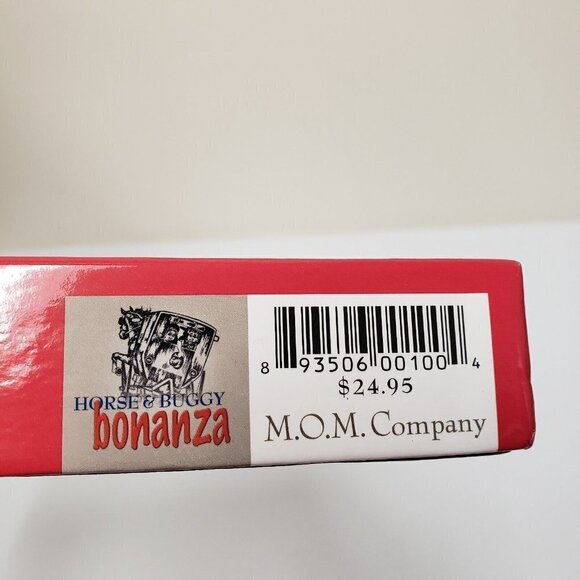 HORSE & BUGGY
bonanza
8 93506 00100 4
$24.95
M.O.M. Company